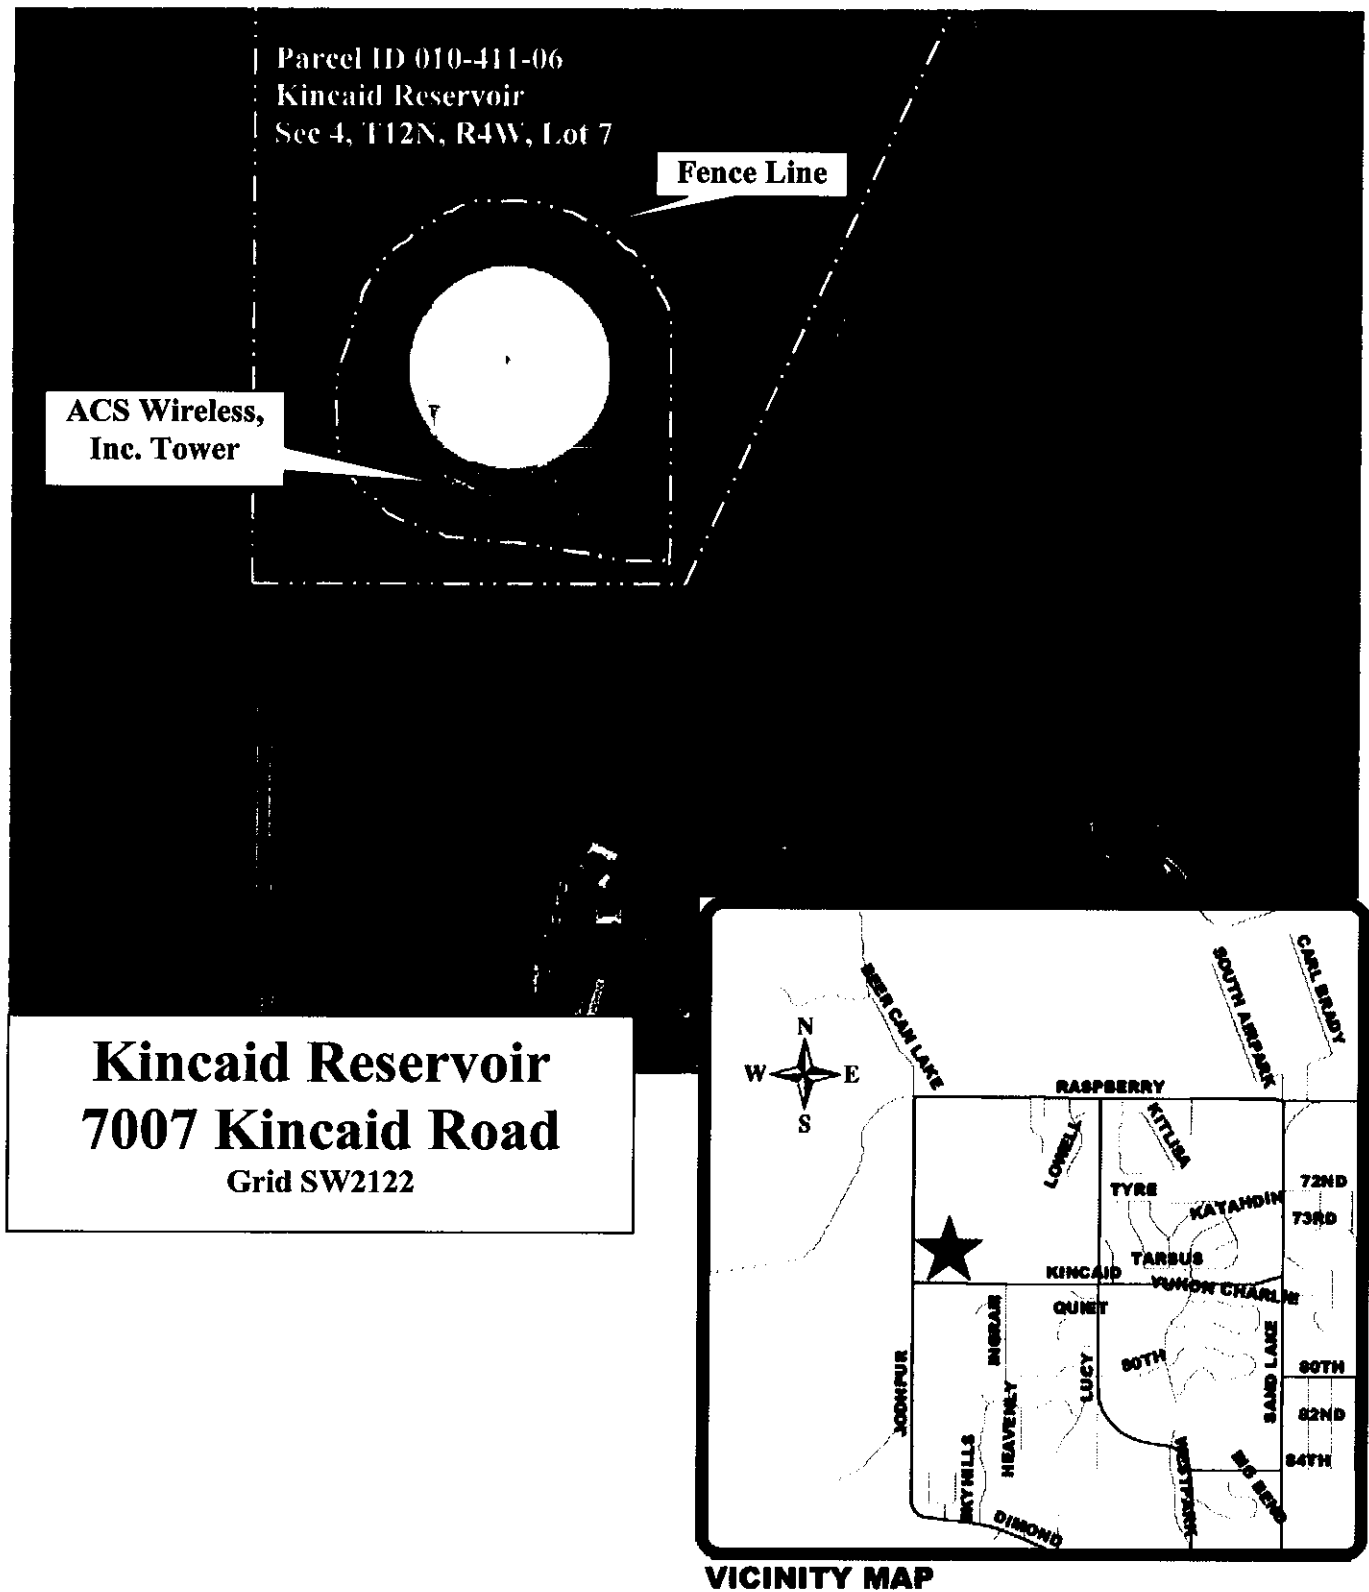 Parcel ID 010-411-06
Kincaid Reservoir
Sec 4, T12N, R4W, Lot 7
Fence Line
ACS Wireless,
Inc. Tower
Kincaid Reservoir
7007 Kincaid Road
Grid SW2122
BEER CAN LAKE
SOUTH AIRPARK
CARL BRADY
N
W E
S
RASPBERRY
LOWELL
KITLISA
TYRE
KATAHDIN
72ND
73RD
TARBUS
KINCAID
YUKON CHARLIE
QUIET
INGRAM
JODHPUR
LUCY
80TH
SAND LAKE
80TH
HEAVENLY
82ND
SKY HILLS
WESTPARK
BIG BEND
84TH
DIMOND
VICINITY MAP